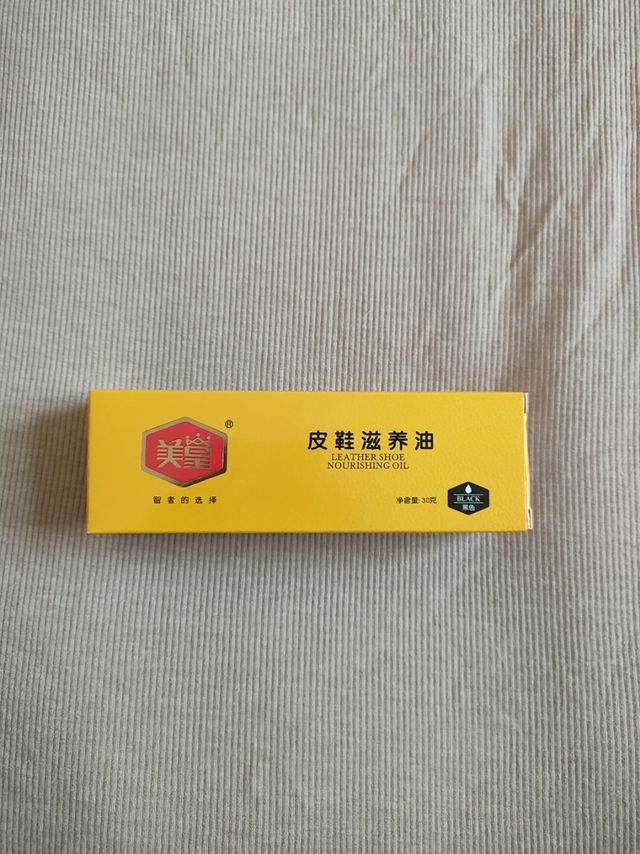 美皇
®
智者的选择
皮鞋滋养油
LEATHER SHOE
NOURISHING OIL
净含量:30克
BLACK
黑色